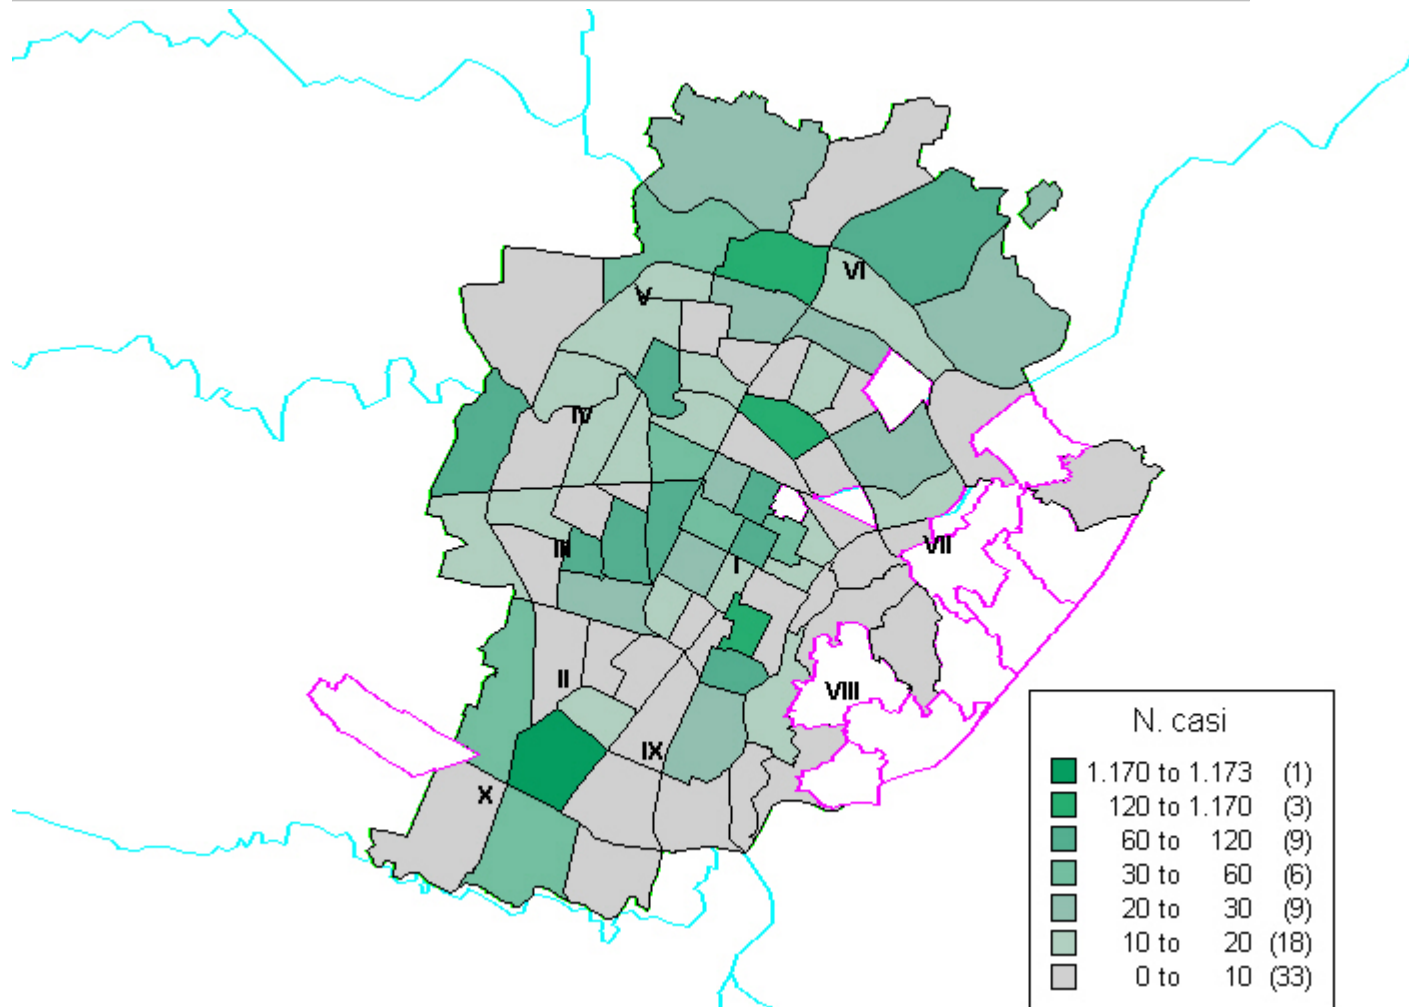 VI
V
IV
III
I
VII
II
VIII
IX
X
N. casi
1.170 to 1.173 (1)
120 to 1.170 (3)
60 to 120 (9)
30 to 60 (6)
20 to 30 (9)
10 to 20 (18)
0 to 10 (33)